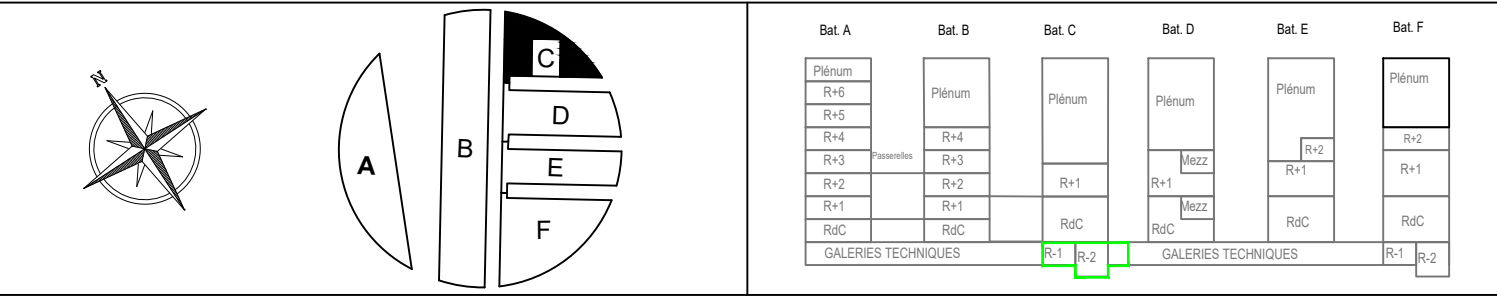 N
A
B
C
D
E
F
Bat. A Bat. B Bat. C Bat. D Bat. E Bat. F
Plénum
R+6
R+5
R+4
R+3
R+2
R+1
RdC
Passerelles
Plénum
R+4
R+3
R+2
R+1
RdC
Plénum
R+1
RdC
Plénum
Mezz
R+1
Mezz
RdC
Plénum
R+2
R+1
RdC
Plénum
R+2
R+1
RdC
GALERIES TECHNIQUES R-1 R-2 GALERIES TECHNIQUES R-1 R-2